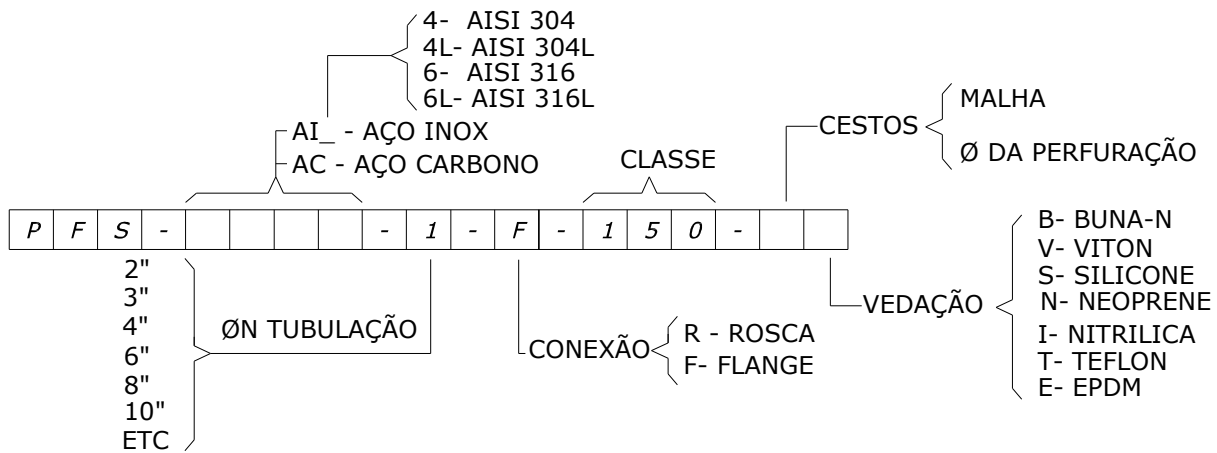 4- AISI 304
4L- AISI 304L
6- AISI 316
6L- AISI 316L
AI_ - AÇO INOX
AC - AÇO CARBONO
CLASSE
CESTOS
MALHA
Ø DA PERFURAÇÃO
P F S - - 1 - F - 1 5 0 -
2"
3"
4"
6"
8"
10"
ETC
ØN TUBULAÇÃO
CONEXÃO
R - ROSCA
F- FLANGE
VEDAÇÃO
B- BUNA-N
V- VITON
S- SILICONE
N- NEOPRENE
I- NITRILICA
T- TEFLON
E- EPDM